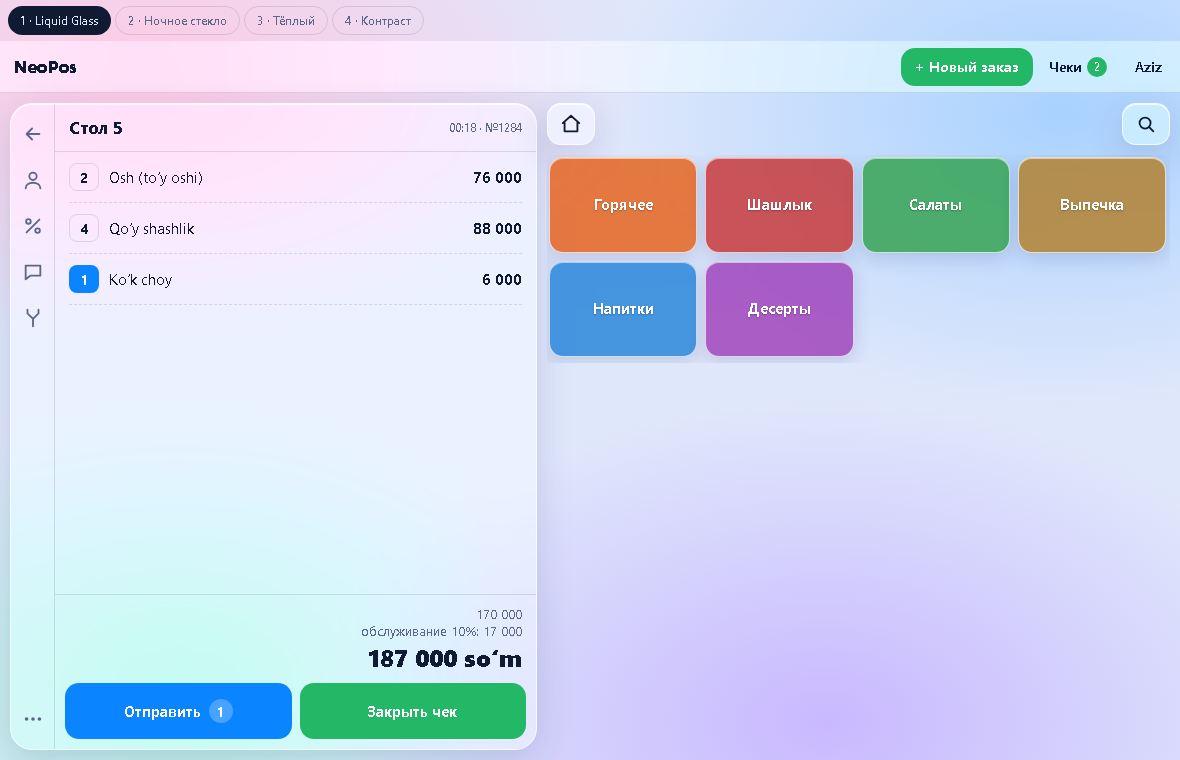 1 · Liquid Glass
2 · Ночное стекло
3 · Тёплый
4 · Контраст
NeoPos
+ Новый заказ
Чеки 2
Aziz
Стол 5
00:18 · №1284
2 Osh (to‘y oshi) 76 000
4 Qo‘y shashlik 88 000
1 Ko‘k choy 6 000
170 000
обслуживание 10%: 17 000
187 000 so‘m
Отправить 1
Закрыть чек
Горячее
Шашлык
Салаты
Выпечка
Напитки
Десерты